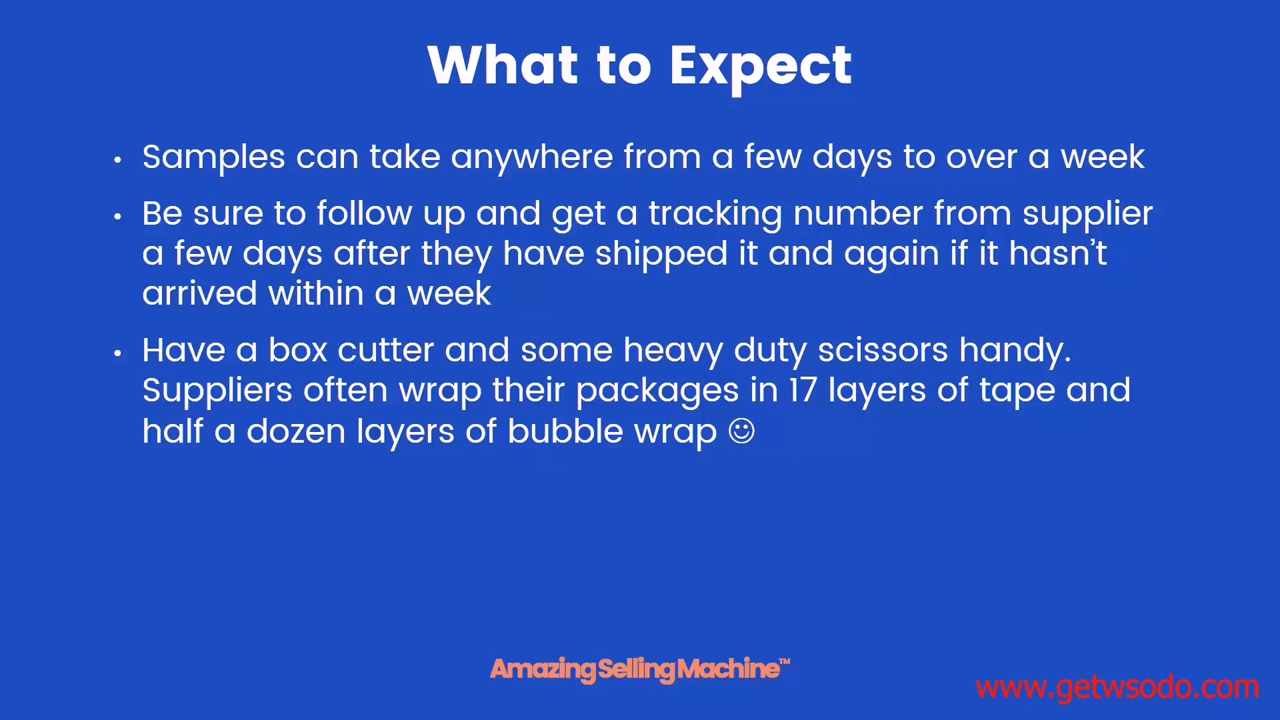 What to Expect
• Samples can take anywhere from a few days to over a week
• Be sure to follow up and get a tracking number from supplier
a few days after they have shipped it and again if it hasn’t
arrived within a week
• Have a box cutter and some heavy duty scissors handy.
Suppliers often wrap their packages in 17 layers of tape and
half a dozen layers of bubble wrap ☺
Amazing Selling Machine™
www.getwsodo.com